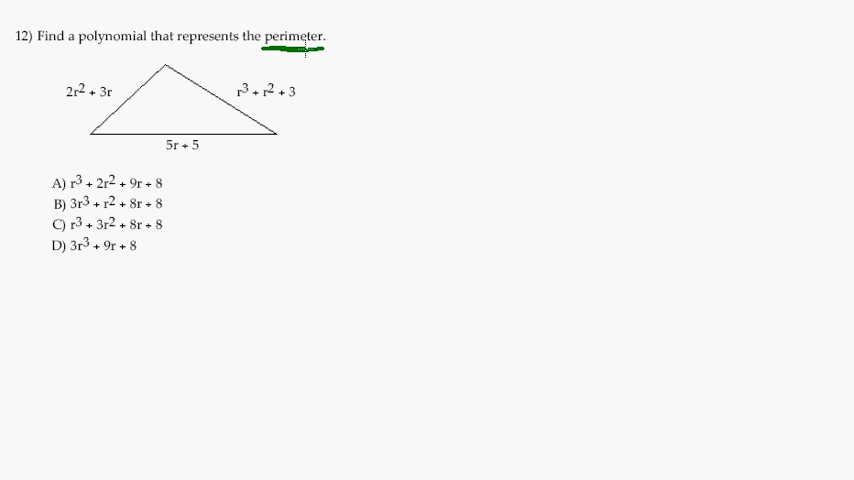 12) Find a polynomial that represents the perimeter.
2r² + 3r
r³ + r² + 3
5r + 5
A) r³ + 2r² + 9r + 8
B) 3r³ + r² + 8r + 8
C) r³ + 3r² + 8r + 8
D) 3r³ + 9r + 8